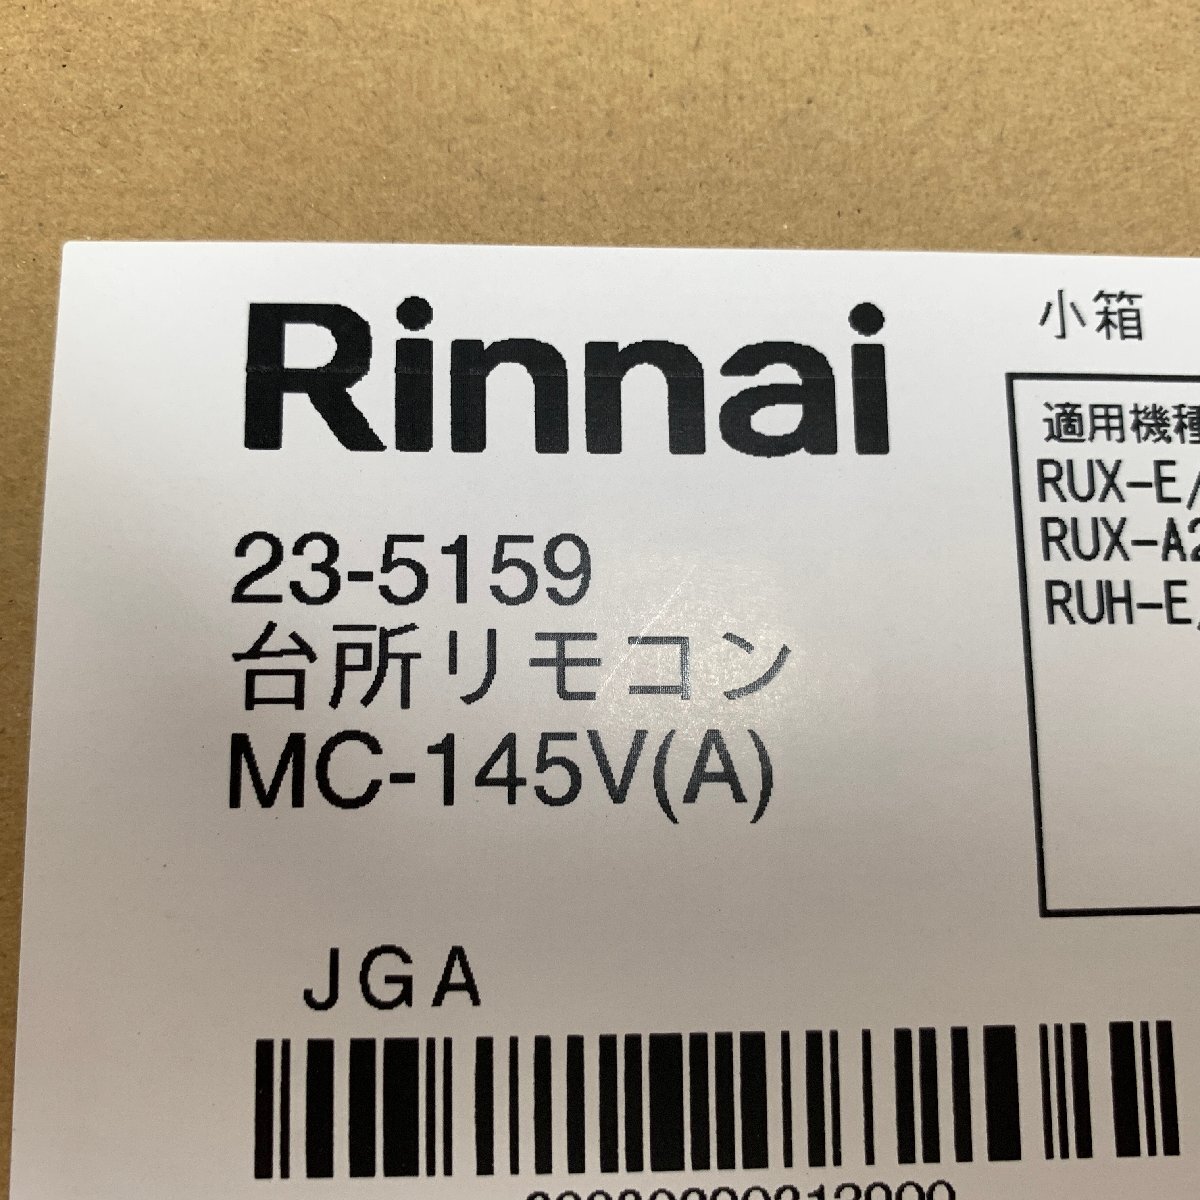 Rinnai
23-5159
台所リモコン
MC-145V(A)
JGA
小箱
適用機種
RUX-E/
RUX-A2
RUH-E